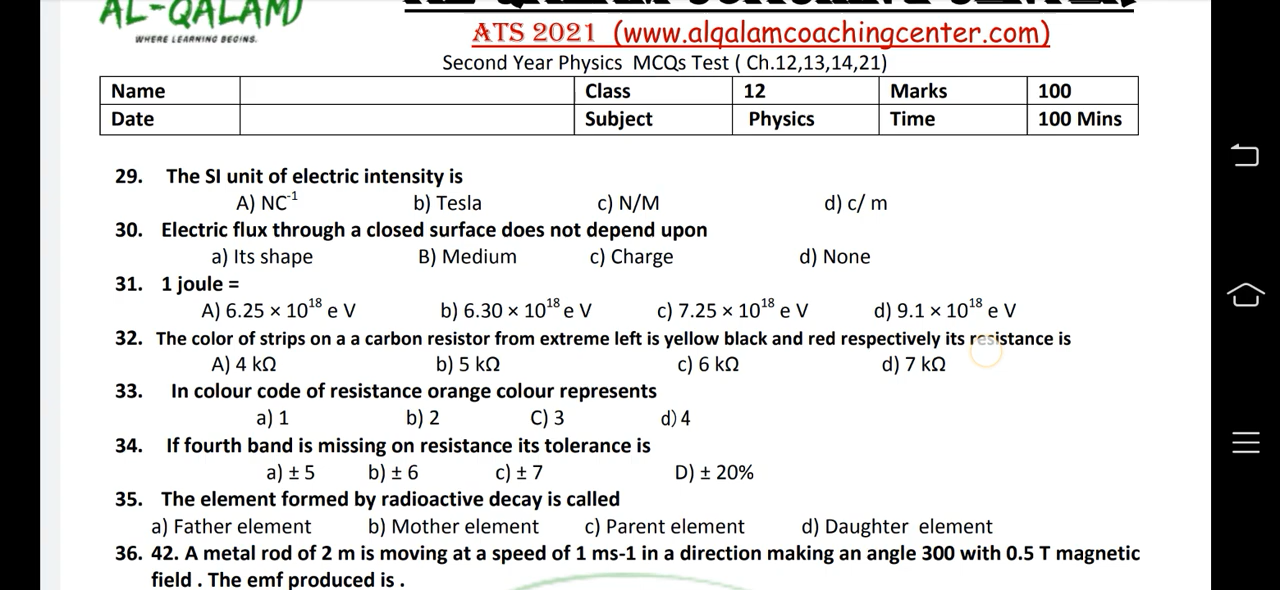 AL-QALAM
WHERE LEARNING BEGINS.
ATS 2021 (www.alqalamcoachingcenter.com)
Second Year Physics MCQs Test ( Ch.12,13,14,21)
Name Class 12 Marks 100
Date Subject Physics Time 100 Mins
29. The SI unit of electric intensity is
A) NC⁻¹ b) Tesla c) N/M d) c/ m
30. Electric flux through a closed surface does not depend upon
a) Its shape B) Medium c) Charge d) None
31. 1 joule =
A) 6.25 × 10¹⁸ e V b) 6.30 × 10¹⁸ e V c) 7.25 × 10¹⁸ e V d) 9.1 × 10¹⁸ e V
32. The color of strips on a a carbon resistor from extreme left is yellow black and red respectively its resistance is
A) 4 kΩ b) 5 kΩ c) 6 kΩ d) 7 kΩ
33. In colour code of resistance orange colour represents
a) 1 b) 2 C) 3 d) 4
34. If fourth band is missing on resistance its tolerance is
a) ± 5 b) ± 6 c) ± 7 D) ± 20%
35. The element formed by radioactive decay is called
a) Father element b) Mother element c) Parent element d) Daughter element
36. 42. A metal rod of 2 m is moving at a speed of 1 ms-1 in a direction making an angle 300 with 0.5 T magnetic
field . The emf produced is .